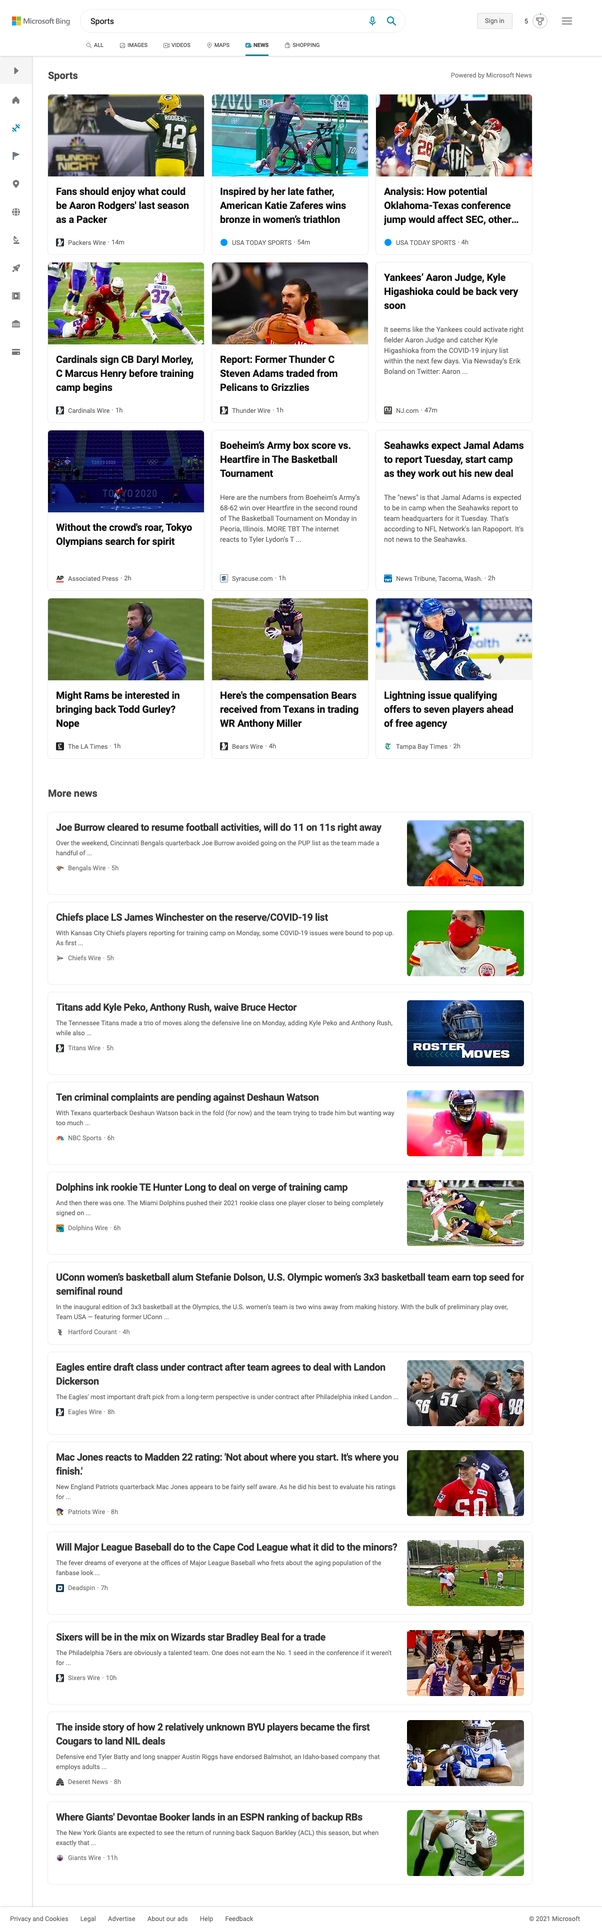 Microsoft Bing
Sports
Sign in
5
ALL
IMAGES
VIDEOS
MAPS
NEWS
SHOPPING
Sports
Powered by Microsoft News
RODGERS
12
SUNDAY
NIGHT
Fans should enjoy what could
be Aaron Rodgers' last season
as a Packer
Packers Wire · 14m
2020
Inspired by her late father,
American Katie Zaferes wins
bronze in women's triathlon
USA TODAY SPORTS · 54m
28
Analysis: How potential
Oklahoma-Texas conference
jump would affect SEC, other...
USA TODAY SPORTS · 4h
37
Cardinals sign CB Daryl Morley,
C Marcus Henry before training
camp begins
Cardinals Wire · 1h
Report: Former Thunder C
Steven Adams traded from
Pelicans to Grizzlies
Thunder Wire · 1h
Yankees' Aaron Judge, Kyle
Higashioka could be back very
soon
It seems like the Yankees could activate right
fielder Aaron Judge and catcher Kyle
Higashioka from the COVID-19 injury list
within the next few days. Via Newsday's Erik
Boland on Twitter: Aaron ...
NJ.com · 47m
TOKYO 2020
Without the crowd's roar, Tokyo
Olympians search for spirit
AP
Associated Press · 2h
Boeheim's Army box score vs.
Heartfire in The Basketball
Tournament
Here are the numbers from Boeheim's Army's
68-62 win over Heartfire in the second round
of The Basketball Tournament on Monday in
Peoria, Illinois. MORE TBT The internet
reacts to Tyler Lydon's T ...
Syracuse.com · 1h
Seahawks expect Jamal Adams
to report Tuesday, start camp
as they work out his new deal
The "news" is that Jamal Adams is expected
to be in camp when the Seahawks report to
team headquarters for it Tuesday. That's
according to NFL Network's Ian Rapoport. It's
not news to the Seahawks.
News Tribune, Tacoma, Wash. · 2h
Might Rams be interested in
bringing back Todd Gurley?
Nope
The LA Times · 1h
Here's the compensation Bears
received from Texans in trading
WR Anthony Miller
Bears Wire · 4h
52
Health
Lightning issue qualifying
offers to seven players ahead
of free agency
Tampa Bay Times · 2h
More news
Joe Burrow cleared to resume football activities, will do 11 on 11s right away
Over the weekend, Cincinnati Bengals quarterback Joe Burrow avoided going on the PUP list as the team made a
handful of ...
Bengals Wire · 5h
Chiefs place LS James Winchester on the reserve/COVID-19 list
With Kansas City Chiefs players reporting for training camp on Monday, some COVID-19 issues were bound to pop up.
As first ...
Chiefs Wire · 5h
Titans add Kyle Peko, Anthony Rush, waive Bruce Hector
The Tennessee Titans made a trio of moves along the defensive line on Monday, adding Kyle Peko and Anthony Rush,
while also ...
Titans Wire · 5h
ROSTER
MOVES
Ten criminal complaints are pending against Deshaun Watson
With Texans quarterback Deshaun Watson back in the fold (for now) and the team trying to trade him but wanting way
too much ...
NBC Sports · 6h
Dolphins ink rookie TE Hunter Long to deal on verge of training camp
And then there was one. The Miami Dolphins pushed their 2021 rookie class one player closer to being completely
signed on ...
Dolphins Wire · 6h
UConn women's basketball alum Stefanie Dolson, U.S. Olympic women's 3x3 basketball team earn top seed for
semifinal round
In the inaugural edition of 3x3 basketball at the Olympics, the U.S. women's team is two wins away from making history. With the bulk of preliminary play over,
Team USA — featuring former UConn ...
Hartford Courant · 4h
Eagles entire draft class under contract after team agrees to deal with Landon
Dickerson
The Eagles' most important draft pick from a long-term perspective is under contract after Philadelphia inked Landon ...
Eagles Wire · 8h
51
Mac Jones reacts to Madden 22 rating: 'Not about where you start. It's where you
finish.'
New England Patriots quarterback Mac Jones appears to be fairly self aware. As he did his best to evaluate his ratings
for ...
Patriots Wire · 8h
50
Will Major League Baseball do to the Cape Cod League what it did to the minors?
The fever dreams of everyone at the offices of Major League Baseball who frets about the aging population of the
fanbase look ...
Deadspin · 7h
Sixers will be in the mix on Wizards star Bradley Beal for a trade
The Philadelphia 76ers are obviously a talented team. One does not earn the No. 1 seed in the conference if it weren't
for ...
Sixers Wire · 10h
The inside story of how 2 relatively unknown BYU players became the first
Cougars to land NIL deals
Defensive end Tyler Batty and long snapper Austin Riggs have endorsed Balmshot, an Idaho-based company that
employs adults ...
Deseret News · 8h
Where Giants' Devontae Booker lands in an ESPN ranking of backup RBs
The New York Giants are expected to see the return of running back Saquon Barkley (ACL) this season, but when
exactly that ...
Giants Wire · 11h
Privacy and Cookies
Legal
Advertise
About our ads
Help
Feedback
© 2021 Microsoft